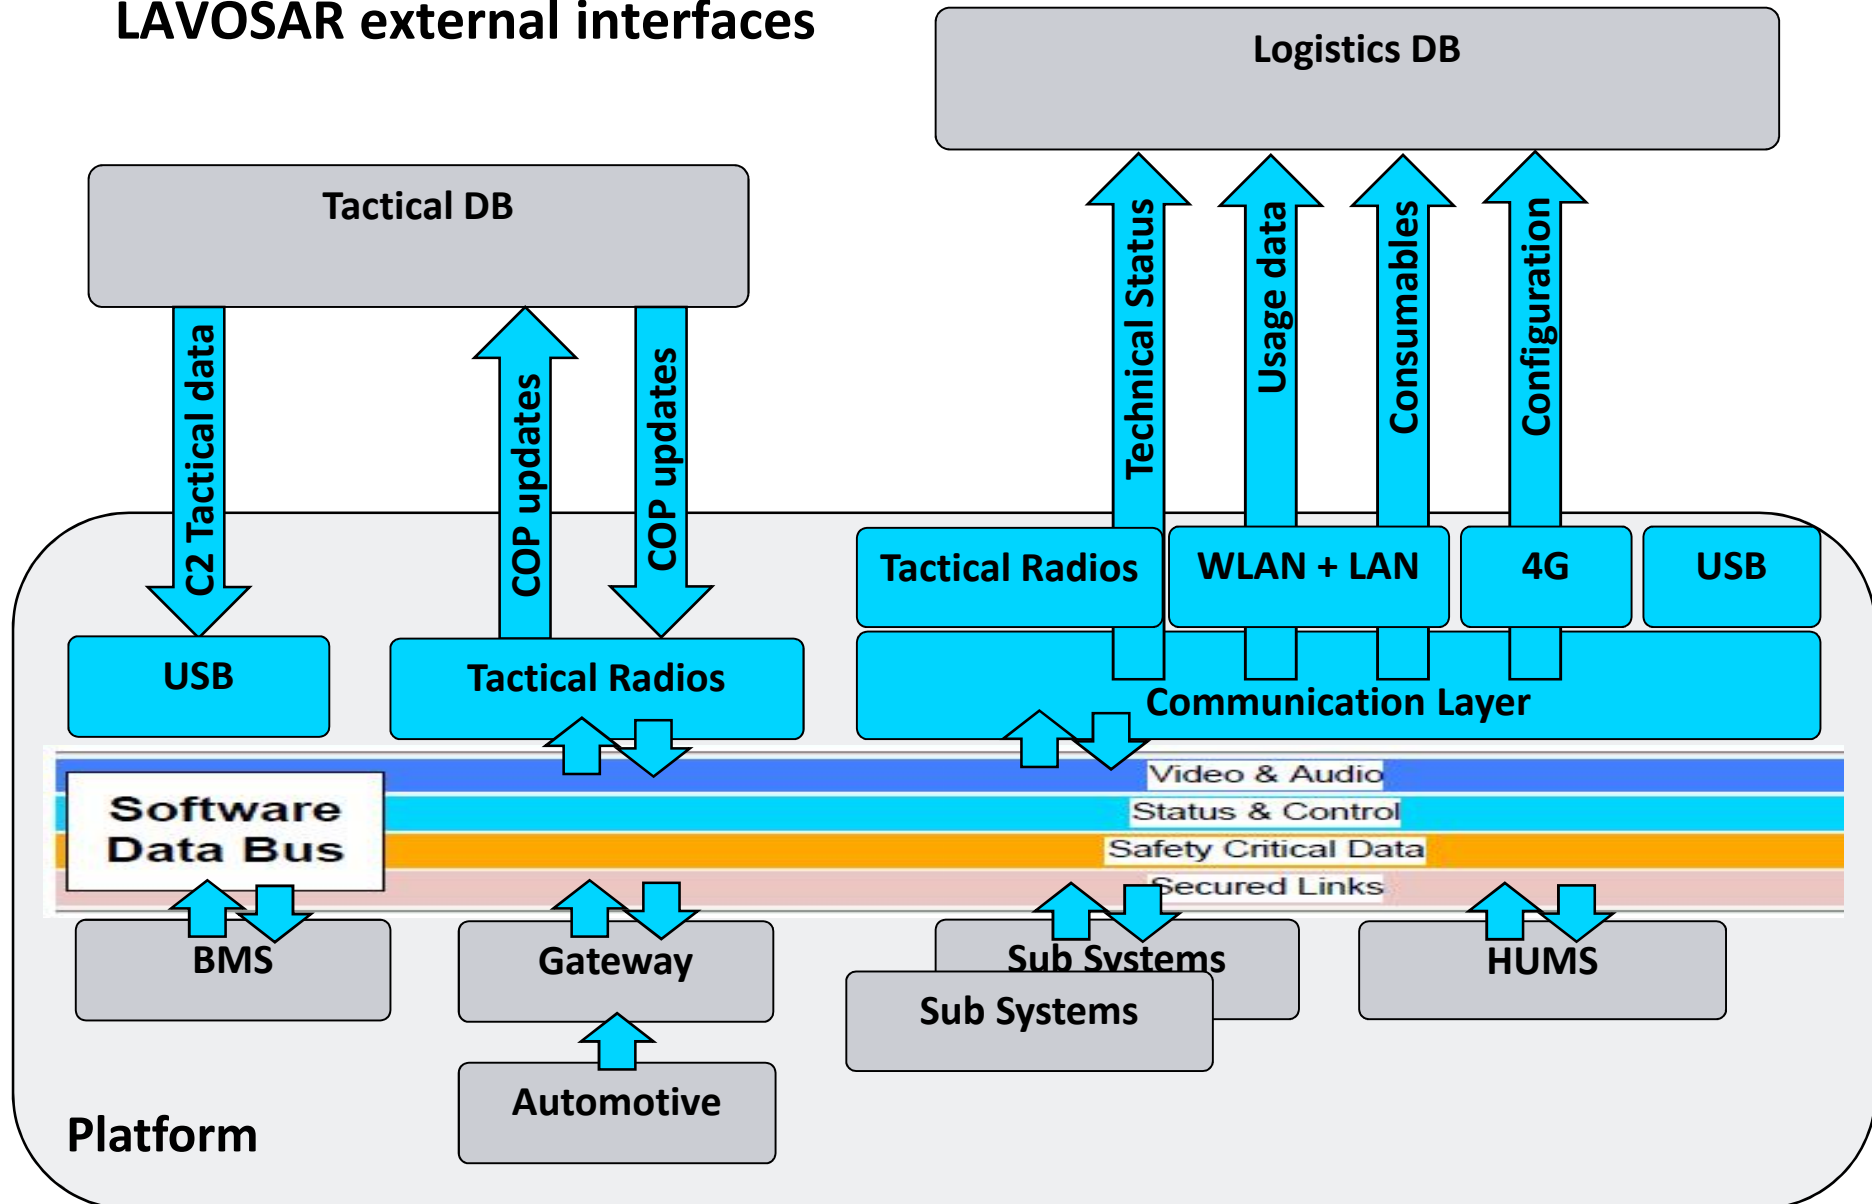 LAVOSAR external interfaces
Logistics DB
Tactical DB
C2 Tactical data
COP updates
COP updates
Technical Status
Usage data
Consumables
Configuration
Tactical Radios
WLAN + LAN
4G
USB
USB
Tactical Radios
Communication Layer
Software
Data Bus
Video & Audio
Status & Control
Safety Critical Data
Secured Links
BMS
Gateway
Sub Systems
HUMS
Sub Systems
Automotive
Platform